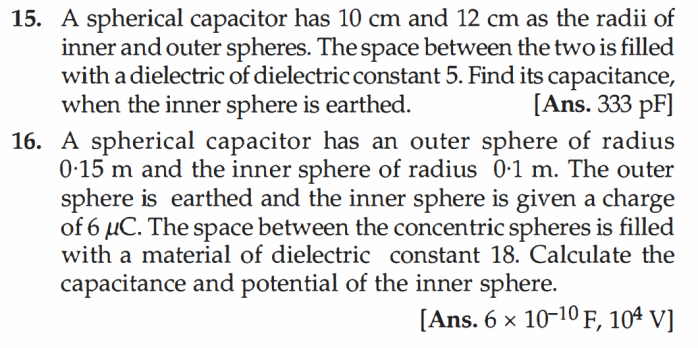 15. A spherical capacitor has 10 cm and 12 cm as the radii of
inner and outer spheres. The space between the two is filled
with a dielectric of dielectric constant 5. Find its capacitance,
when the inner sphere is earthed. [Ans. 333 pF]
16. A spherical capacitor has an outer sphere of radius
0·15 m and the inner sphere of radius 0·1 m. The outer
sphere is earthed and the inner sphere is given a charge
of 6 μC. The space between the concentric spheres is filled
with a material of dielectric constant 18. Calculate the
capacitance and potential of the inner sphere.
[Ans. 6 × 10⁻¹⁰ F, 10⁴ V]